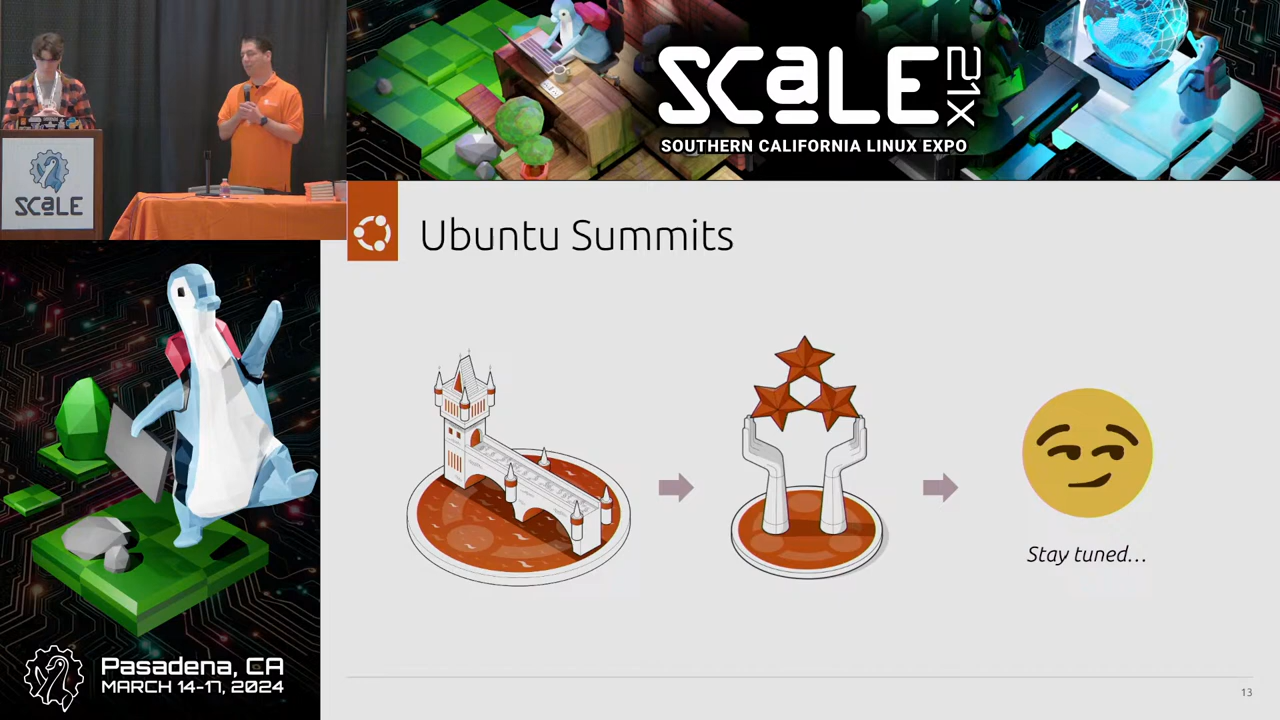 SCaLE 21x
SOUTHERN CALIFORNIA LINUX EXPO
SCaLE
Ubuntu Summits
Stay tuned...
Pasadena, CA
MARCH 14-17, 2024
13